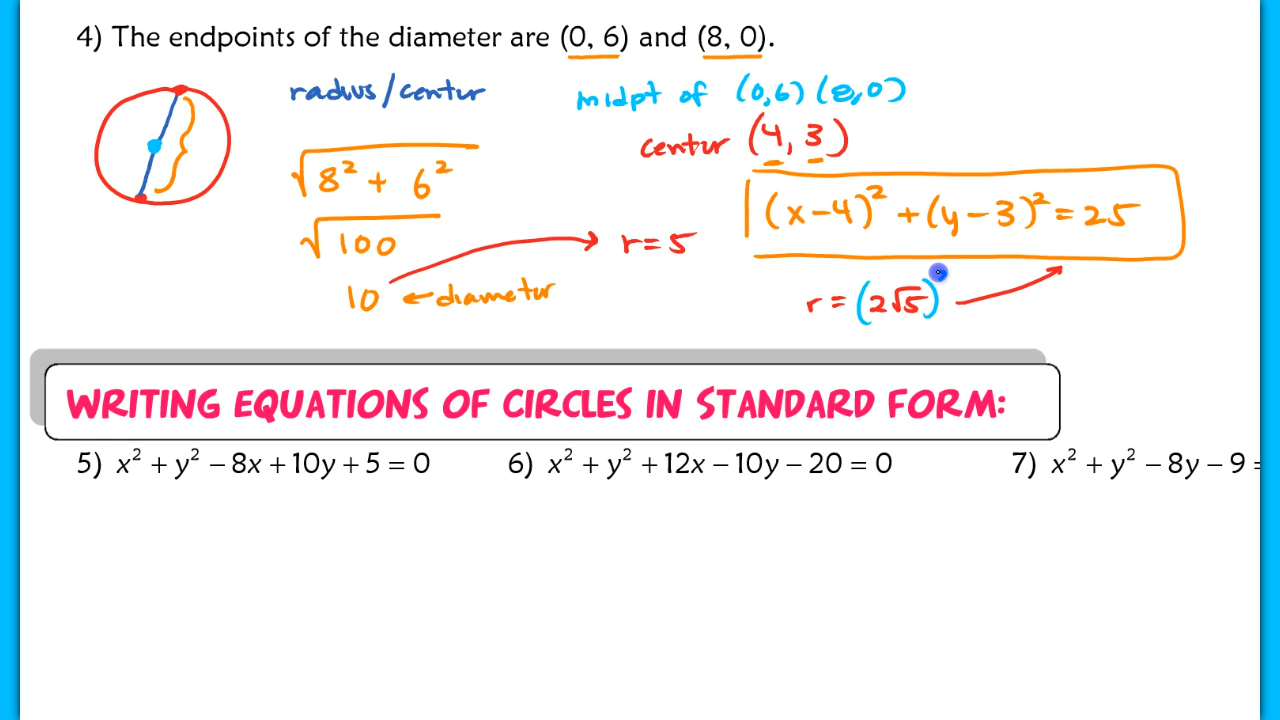 4) The endpoints of the diameter are (0, 6) and (8, 0).
radius/center
midpt of (0,6) (8,0)
center (4, 3)
√8² + 6²
(x-4)² + (y-3)² = 25
√100
r=5
10 ← diameter
r = (2√5)
WRITING EQUATIONS OF CIRCLES IN STANDARD FORM:
5) x² + y² − 8x + 10y + 5 = 0
6) x² + y² + 12x − 10y − 20 = 0
7) x² + y² − 8y − 9 =